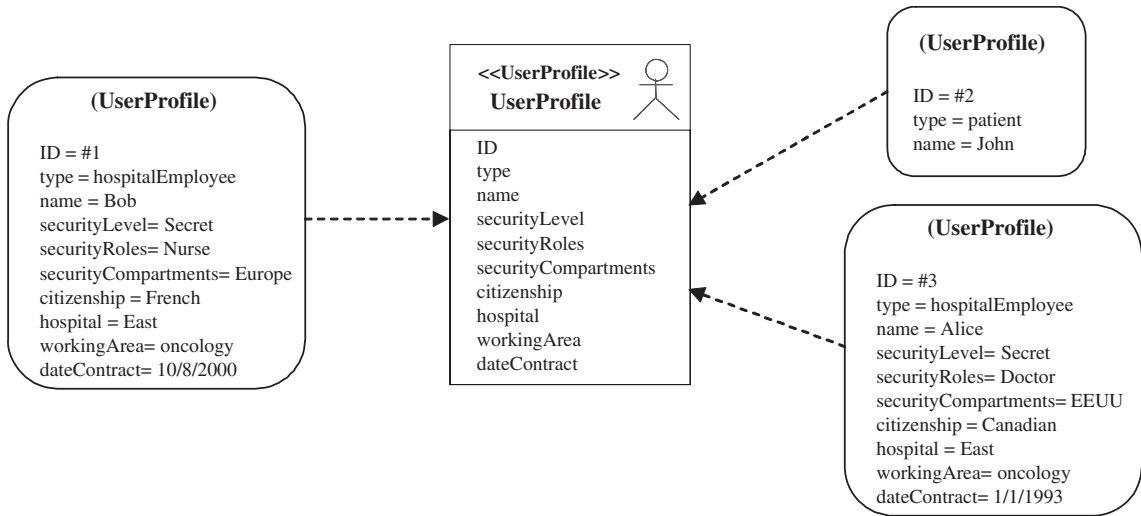 (UserProfile)
ID = #1
type = hospitalEmployee
name = Bob
securityLevel= Secret
securityRoles= Nurse
securityCompartments= Europe
citizenship = French
hospital = East
workingArea= oncology
dateContract= 10/8/2000
<<UserProfile>>
UserProfile
ID
type
name
securityLevel
securityRoles
securityCompartments
citizenship
hospital
workingArea
dateContract
(UserProfile)
ID = #2
type = patient
name = John
(UserProfile)
ID = #3
type = hospitalEmployee
name = Alice
securityLevel= Secret
securityRoles= Doctor
securityCompartments= EEUU
citizenship = Canadian
hospital = East
workingArea= oncology
dateContract= 1/1/1993